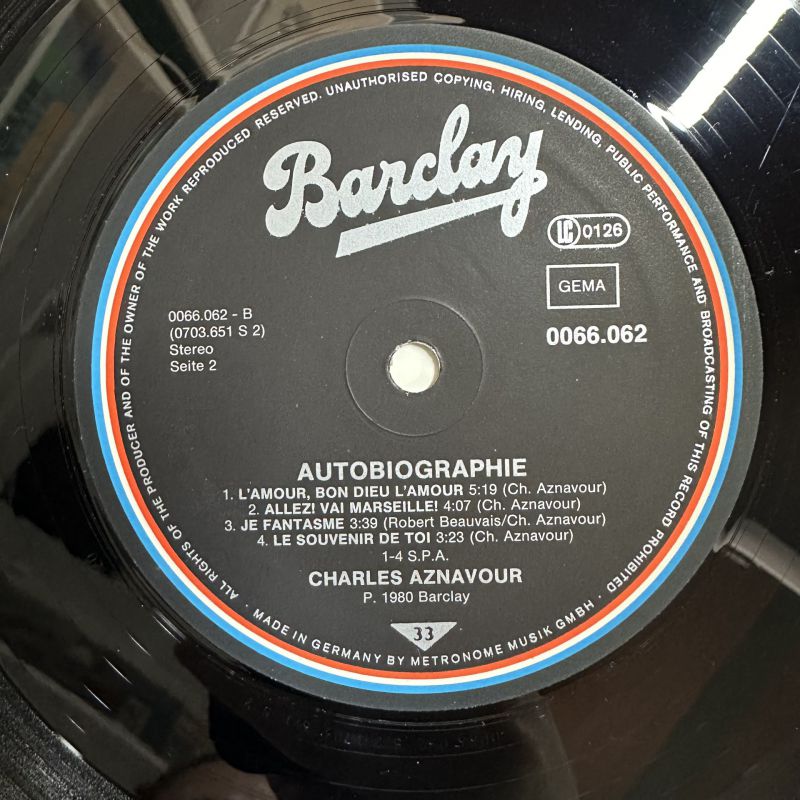 ALL RIGHTS OF THE PRODUCER AND OF THE OWNER OF THE WORK REPRODUCED RESERVED. UNAUTHORISED COPYING, HIRING, LENDING, PUBLIC PERFORMANCE AND BROADCASTING OF THIS RECORD PROHIBITED
Barclay
LC 0126
GEMA
0066.062
0066.062 - B
(0703.651 S 2)
Stereo
Seite 2
AUTOBIOGRAPHIE
1. L'AMOUR, BON DIEU L'AMOUR 5:19 (Ch. Aznavour)
2. ALLEZ! VAI MARSEILLE! 4:07 (Ch. Aznavour)
3. JE FANTASME 3:39 (Robert Beauvais/Ch. Aznavour)
4. LE SOUVENIR DE TOI 3:23 (Ch. Aznavour)
1-4 S.P.A.
CHARLES AZNAVOUR
P. 1980 Barclay
33
· MADE IN GERMANY BY METRONOME MUSIK GMBH ·